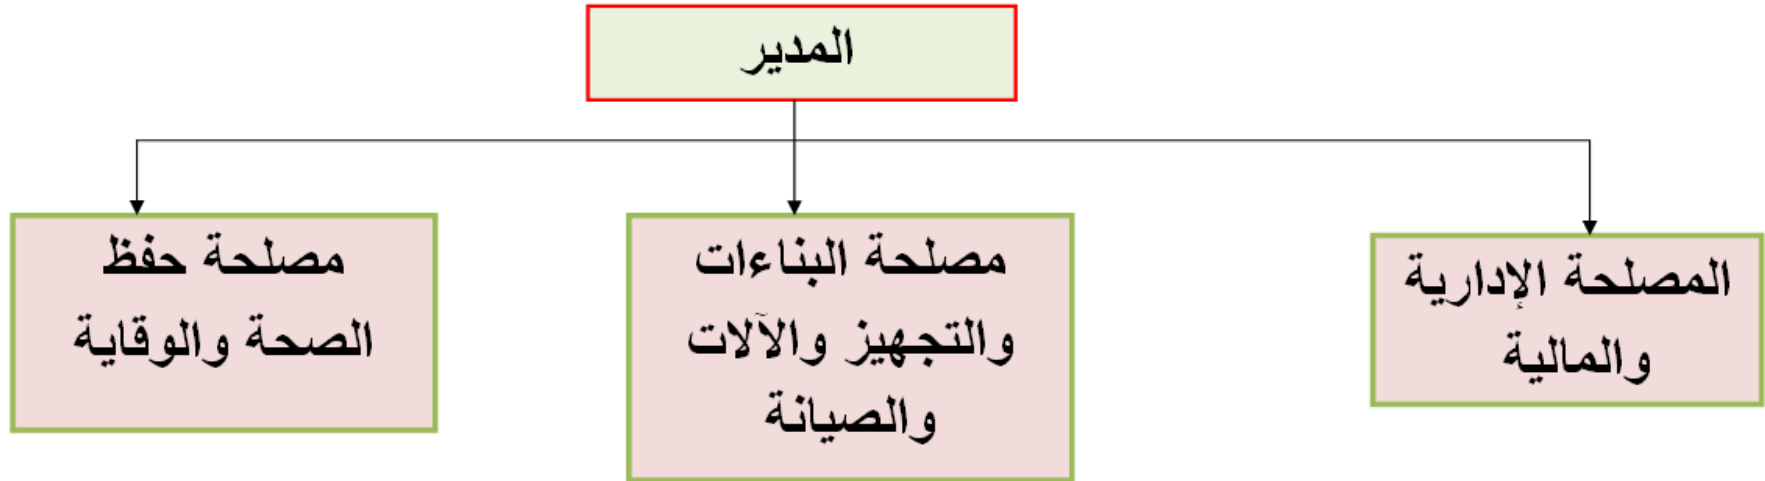 المدير
المصلحة الإدارية
والمالية
مصلحة البناءات
والتجهيز والآلات
والصيانة
مصلحة حفظ
الصحة والوقاية